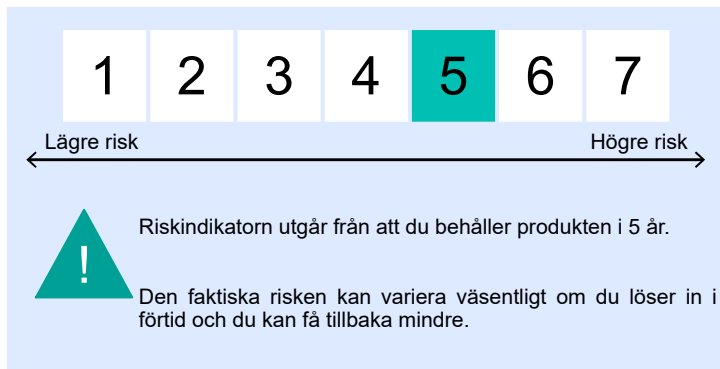 1 2 3 4 5 6 7
Lägre risk Högre risk
!
Riskindikatorn utgår från att du behåller produkten i 5 år.
Den faktiska risken kan variera väsentligt om du löser in i
förtid och du kan få tillbaka mindre.